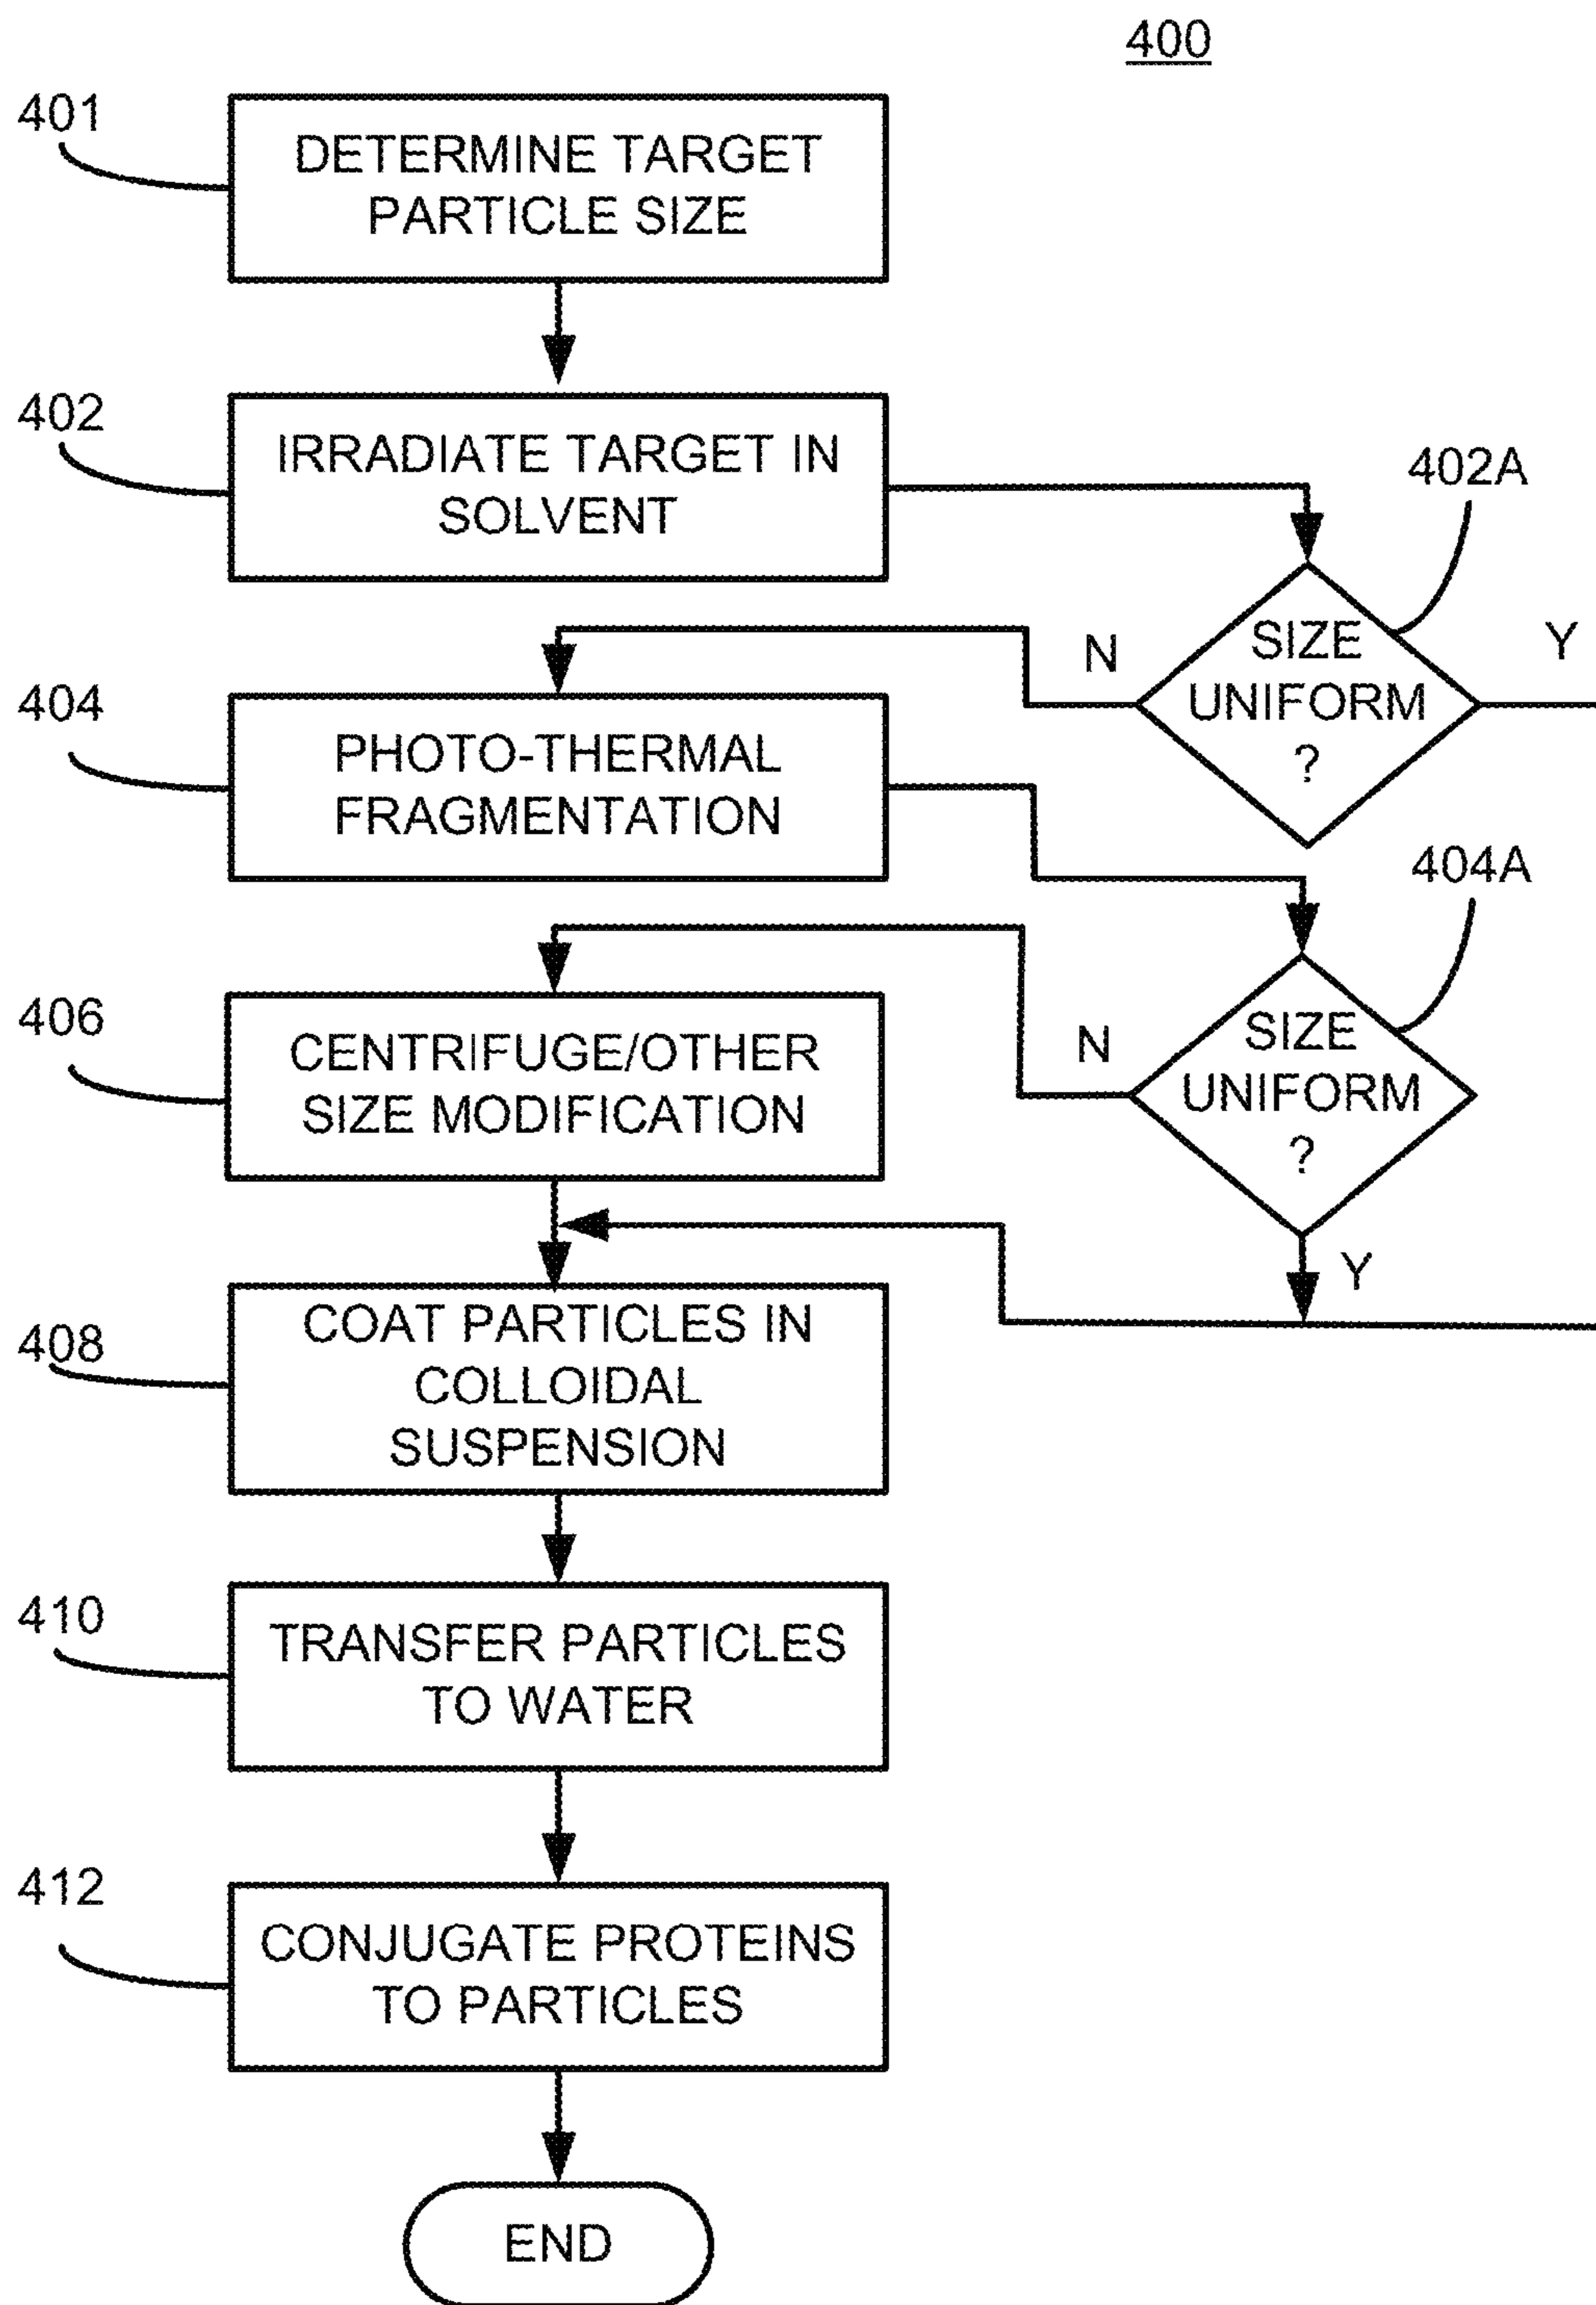 400
401
DETERMINE TARGET
PARTICLE SIZE
402
IRRADIATE TARGET IN
SOLVENT
402A
SIZE
UNIFORM
?
N
Y
404
PHOTO-THERMAL
FRAGMENTATION
404A
SIZE
UNIFORM
?
N
Y
406
CENTRIFUGE/OTHER
SIZE MODIFICATION
408
COAT PARTICLES IN
COLLOIDAL
SUSPENSION
410
TRANSFER PARTICLES
TO WATER
412
CONJUGATE PROTEINS
TO PARTICLES
END